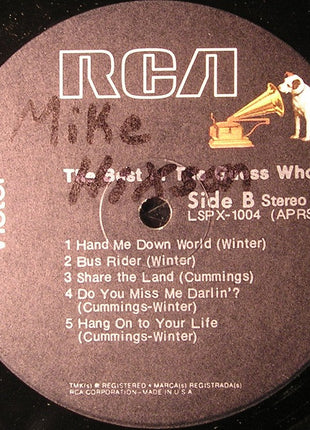 RCA
Mike
The Best of The Guess Who
Side B Stereo
LSPX-1004 (APRS
1 Hand Me Down World (Winter)
2 Bus Rider (Winter)
3 Share the Land (Cummings)
4 Do You Miss Me Darlin'?
(Cummings-Winter)
5 Hang On to Your Life
(Cummings-Winter)
TMK(s) ® REGISTERED • MARCA(s) REGISTRADA(s)
RCA CORPORATION–MADE IN U.S.A.